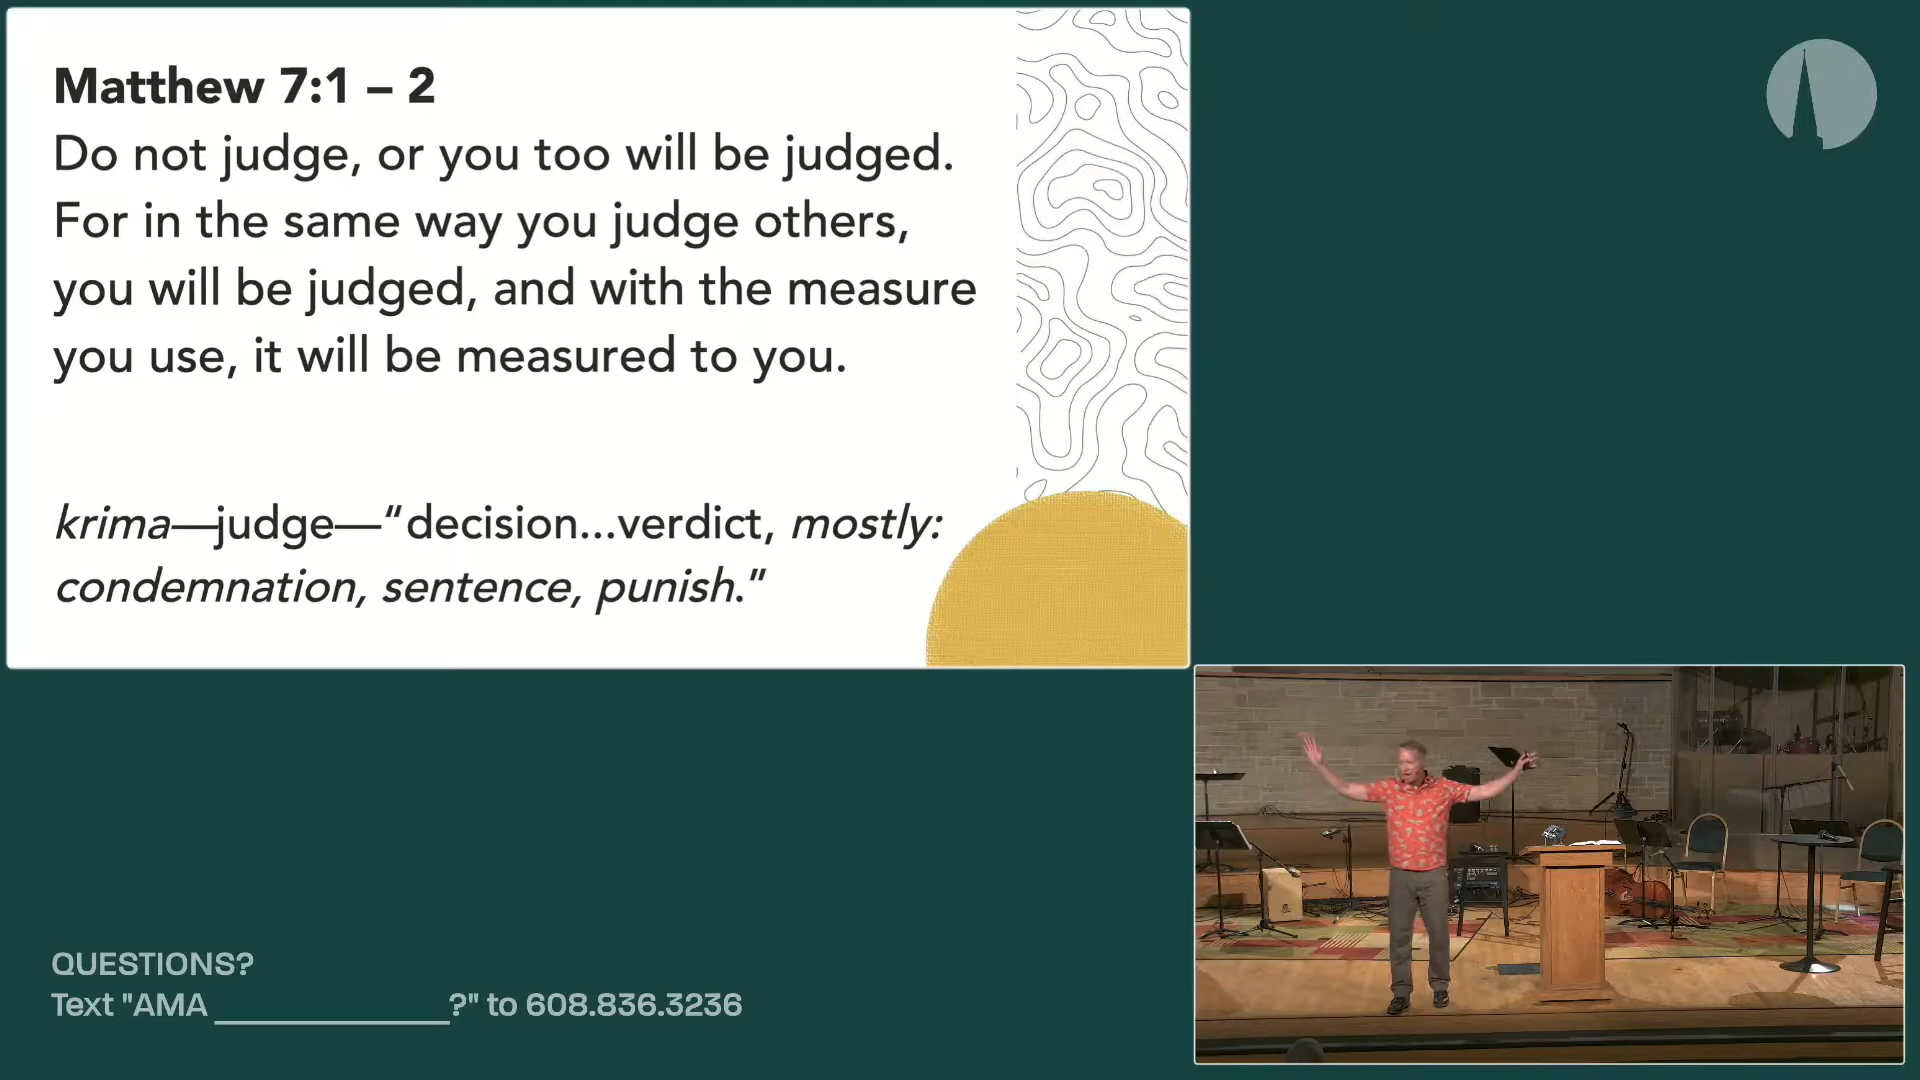 Matthew 7:1 – 2
Do not judge, or you too will be judged.
For in the same way you judge others,
you will be judged, and with the measure
you use, it will be measured to you.
krima—judge—“decision...verdict, mostly:
condemnation, sentence, punish.”
QUESTIONS?
Text "AMA ______________?" to 608.836.3236